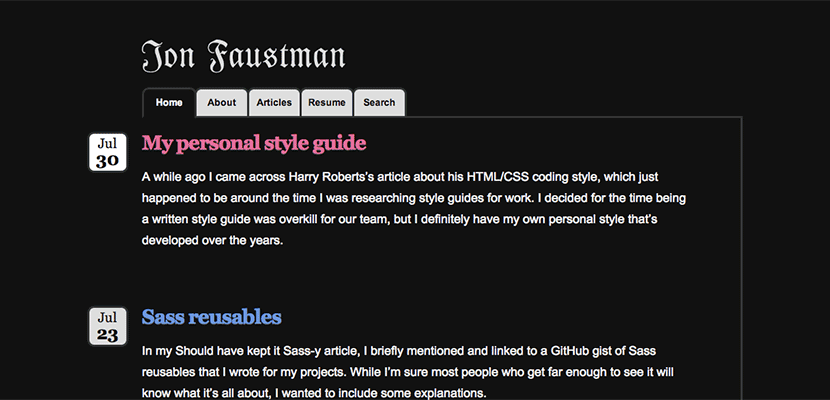 Jon Faustman
Home About Articles Resume Search
Jul
30
My personal style guide
A while ago I came across Harry Roberts’s article about his HTML/CSS coding style, which just
happened to be around the time I was researching style guides for work. I decided for the time being
a written style guide was overkill for our team, but I definitely have my own personal style that’s
developed over the years.
Jul
23
Sass reusables
In my Should have kept it Sass-y article, I briefly mentioned and linked to a GitHub gist of Sass
reusables that I wrote for my projects. While I’m sure most people who get far enough to see it will
know what it’s all about, I wanted to include some explanations.